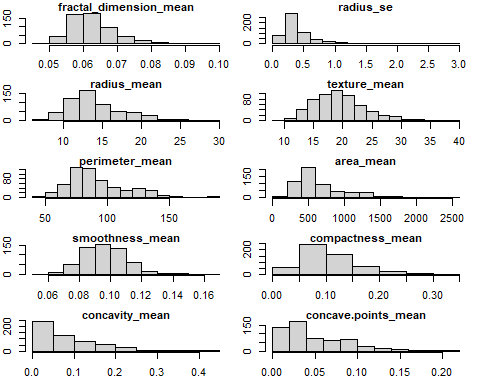 fractal_dimension_mean
0 150
0.05 0.06 0.07 0.08 0.09 0.10
radius_se
0 250
0.0 0.5 1.0 1.5 2.0 2.5 3.0
radius_mean
0 150
10 15 20 25 30
texture_mean
0 80
10 15 20 25 30 35 40
perimeter_mean
0 80
50 100 150
area_mean
0 150
0 500 1000 1500 2000 2500
smoothness_mean
0 150
0.06 0.08 0.10 0.12 0.14 0.16
compactness_mean
0 200
0.00 0.10 0.20 0.30
concavity_mean
0 200
0.0 0.1 0.2 0.3 0.4
concave.points_mean
0 150
0.00 0.05 0.10 0.15 0.20